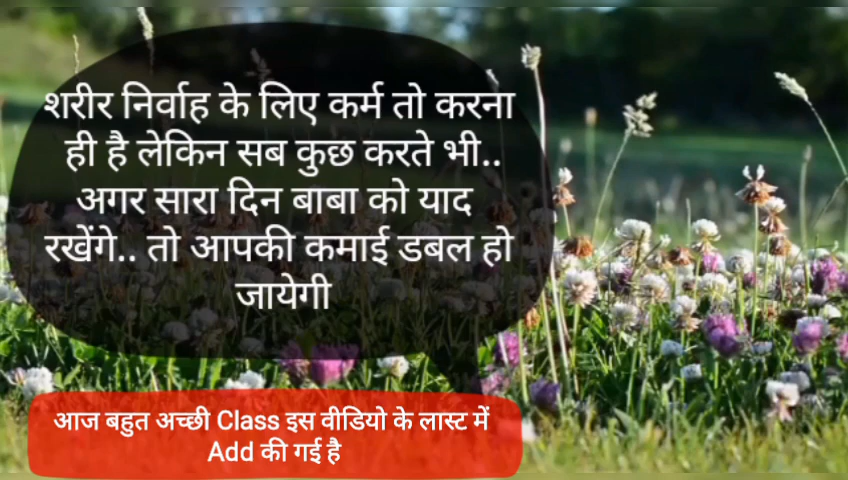 शरीर निर्वाह के लिए कर्म तो करना
ही है लेकिन सब कुछ करते भी..
अगर सारा दिन बाबा को याद
रखेंगे.. तो आपकी कमाई डबल हो
जायेगी
आज बहुत अच्छी Class इस वीडियो के लास्ट में
Add की गई है